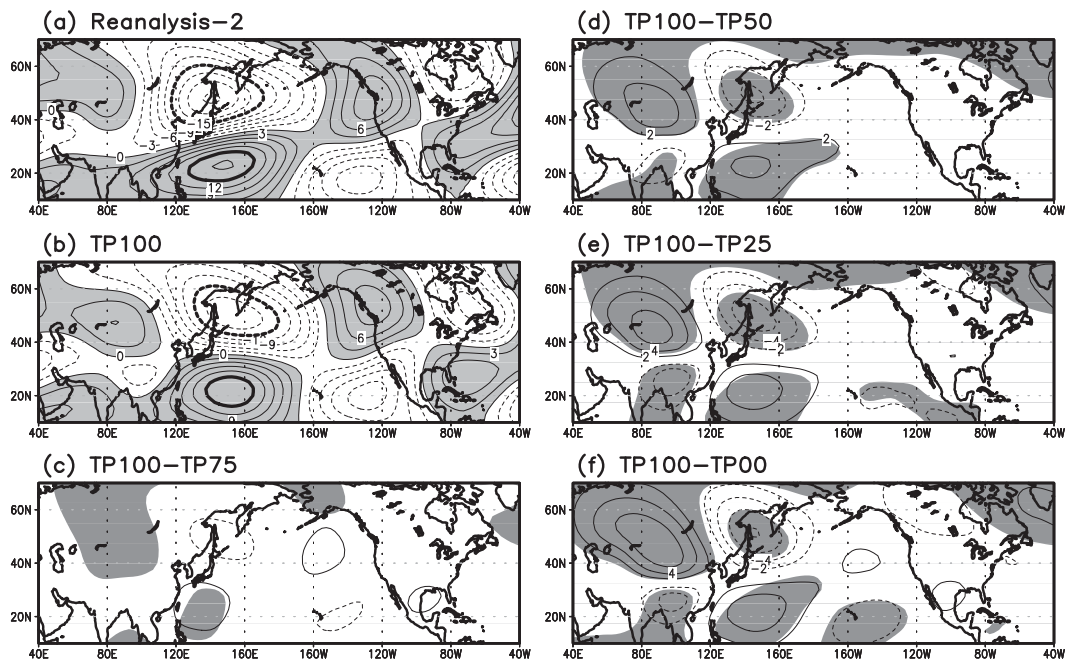 (a) Reanalysis−2
60N
40N
20N
0
−3
−6
−9
−15
0
3
6
12
40E 80E 120E 160E 160W 120W 80W 40W
(b) TP100
60N
40N
20N
0
0
−9
6
3
40E 80E 120E 160E 160W 120W 80W 40W
(c) TP100−TP75
60N
40N
20N
40E 80E 120E 160E 160W 120W 80W 40W
(d) TP100−TP50
60N
40N
20N
2
−2
2
40E 80E 120E 160E 160W 120W 80W 40W
(e) TP100−TP25
60N
40N
20N
2
4
−4
−2
40E 80E 120E 160E 160W 120W 80W 40W
(f) TP100−TP00
60N
40N
20N
4
−4
−2
40E 80E 120E 160E 160W 120W 80W 40W